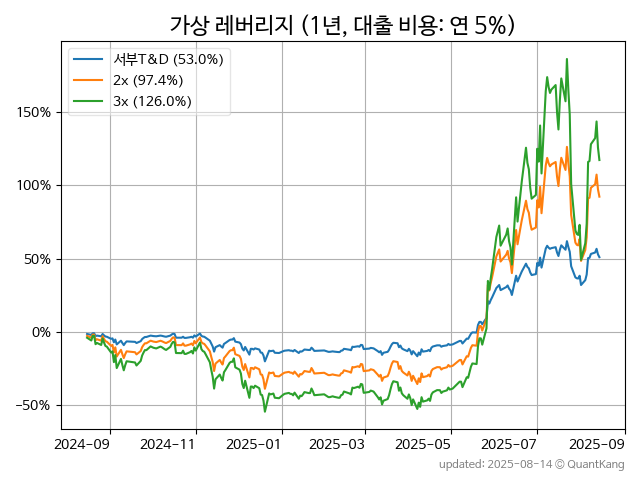 가상 레버리지 (1년, 대출 비용: 연 5%)
서부T&D (53.0%)
2x (97.4%)
3x (126.0%)
150%
100%
50%
0%
−50%
2024−09 2024−11 2025−01 2025−03 2025−05 2025−07 2025−09
updated: 2025-08-14 © QuantKang